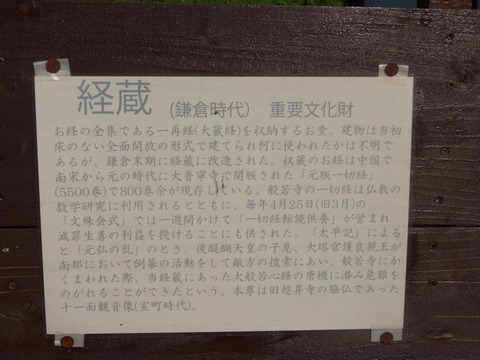 経蔵 (鎌倉時代) 重要文化財
お経の全集である一再経(大蔵経)を収納するお堂。建物は当初
床のない全面開放の形式で建てられ何に使われたかは不明で
あるが、鎌倉末期に経蔵に改造された。収蔵のお経は中国で
南宋から元の時代に大普寧寺で開版された「元版一切経」
(5500巻)で800巻余が現存している。般若寺の一切経は仏教の
数学研究に利用されるとともに、毎年4月25日(旧3月)の
「文殊会式」では一週間かけて「一切経転読供養」が営まれ
滅罪生善の利益を授けることにも供された。「太平記」によると
「元弘の乱」のとき、後醍醐天皇の子息、大塔宮護良親王が
南都において倒幕の活動をして敵方の捜索にあい、般若寺にか
くまわれた際、当経蔵にあった大般若心経の唐櫃に潜み危難を
のがれることができたという。本尊は旧超昇寺の脇仏であった
十一面観音像(室町時代)。